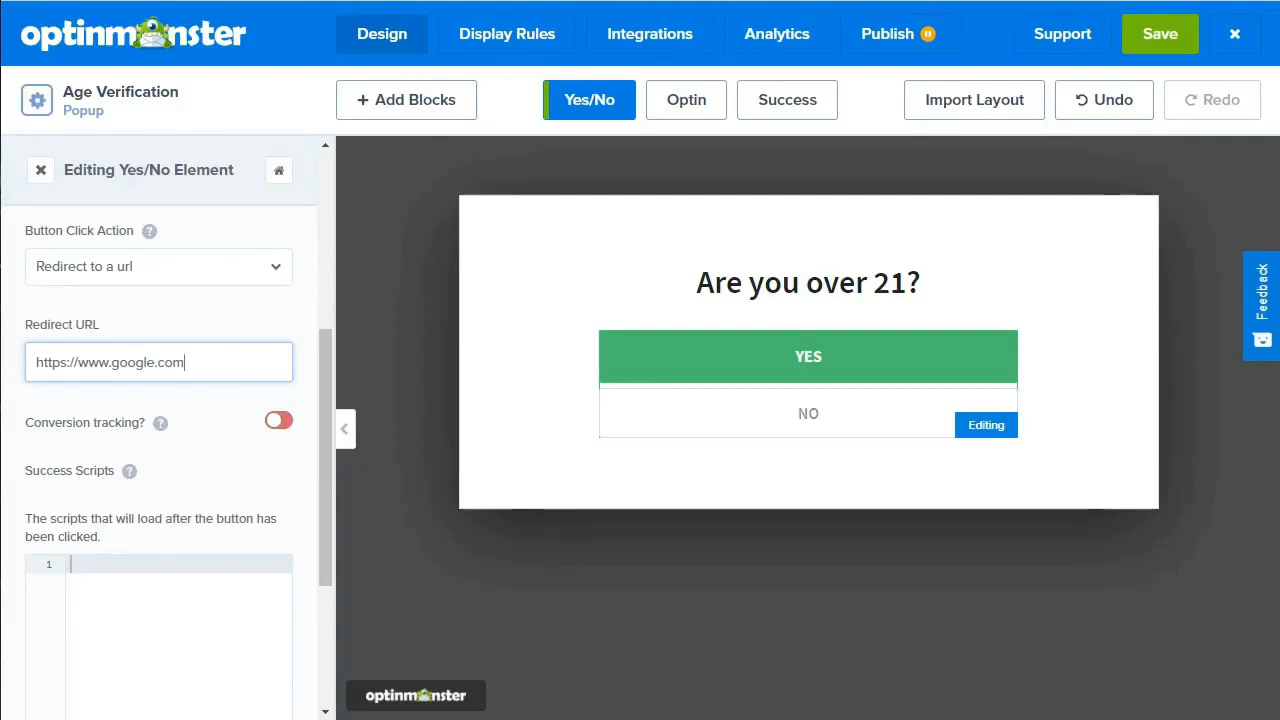 optinmonster
Design
Display Rules
Integrations
Analytics
Publish
Support
Save
Age Verification
Popup
+ Add Blocks
Yes/No
Optin
Success
Import Layout
Undo
Redo
Editing Yes/No Element
Button Click Action
Redirect to a url
Redirect URL
https://www.google.com
Conversion tracking?
Success Scripts
The scripts that will load after the button has
been clicked.
1
Are you over 21?
YES
NO
Editing
Feedback
optinmonster